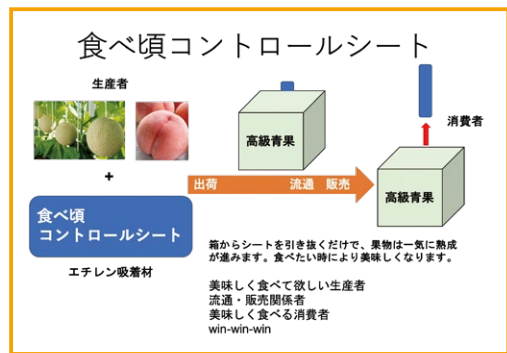 食べ頃コントロールシート
生産者
+
食べ頃
コントロールシート
エチレン吸着材
高級青果
出荷 流通 販売
消費者
高級青果
箱からシートを引き抜くだけで、果物は一気に熟成
が進みます。食べたい時により美味しくなります。
美味しく食べて欲しい生産者
流通・販売関係者
美味しく食べる消費者
win-win-win